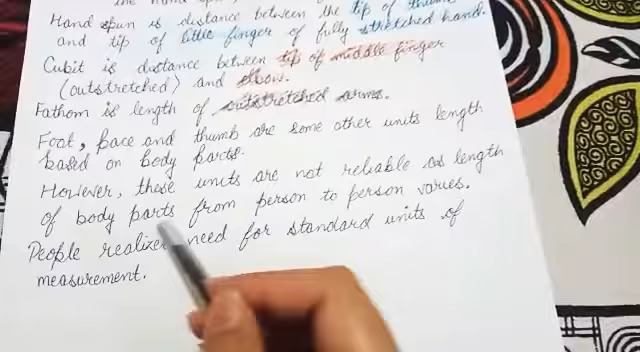 Hand span is distance between the tip of thumb
and tip of little finger of fully stretched hand.
Cubit is distance between tip of middle finger
(outstretched) and elbow.
Fathom is length of outstretched arms.
Foot, pace and thumb are some other units length
based on body parts.
However, these units are not reliable as length
of body parts from person to person varies.
People realized need for standard units of
measurement.